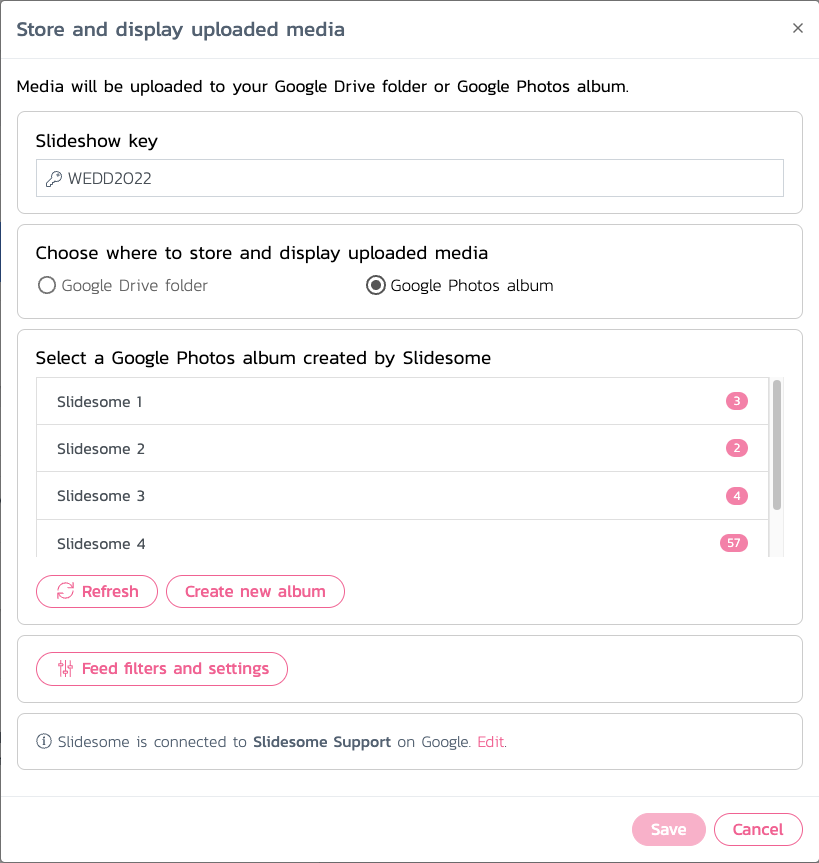 Store and display uploaded media
Media will be uploaded to your Google Drive folder or Google Photos album.
Slideshow key
WEDD2022
Choose where to store and display uploaded media
Google Drive folder
Google Photos album
Select a Google Photos album created by Slidesome
Slidesome 1 3
Slidesome 2 2
Slidesome 3 4
Slidesome 4 57
Refresh
Create new album
Feed filters and settings
Slidesome is connected to Slidesome Support on Google. Edit.
Save
Cancel